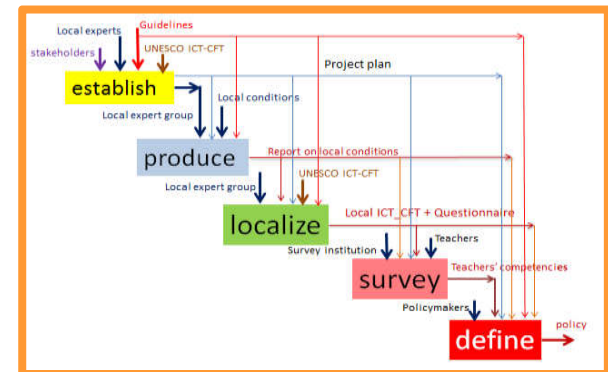 Guidelines
Local experts
stakeholders
UNESCO ICT-CFT
Project plan
establish
Local conditions
Local expert group
produce
Report on local conditions
UNESCO ICT-CFT
Local expert group
localize
Local ICT_CFT + Questionnaire
Teachers
Survey institution
survey
Teachers' competencies
Policymakers
policy
define